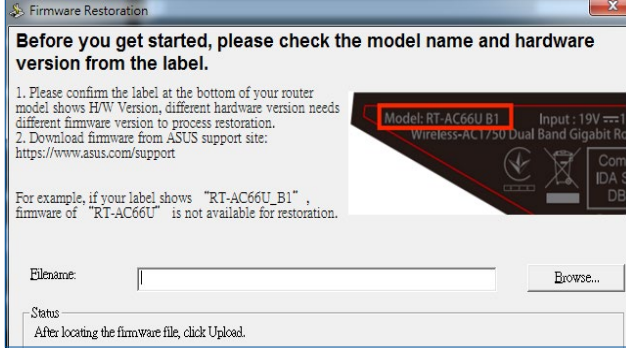 Firmware Restoration
Before you get started, please check the model name and hardware
version from the label.
1. Please confirm the label at the bottom of your router
model shows H/W Version, different hardware version needs
different firmware version to process restoration.
2. Download firmware from ASUS support site:
https://www.asus.com/support
For example, if your label shows “RT-AC66U_B1”,
firmware of “RT-AC66U” is not available for restoration.
Model: RT-AC66U B1
Input : 19V
Wireless-AC1750 Dual Band Gigabit
IDA
DB
Filename:
Browse...
Status
After locating the firmware file, click Upload.